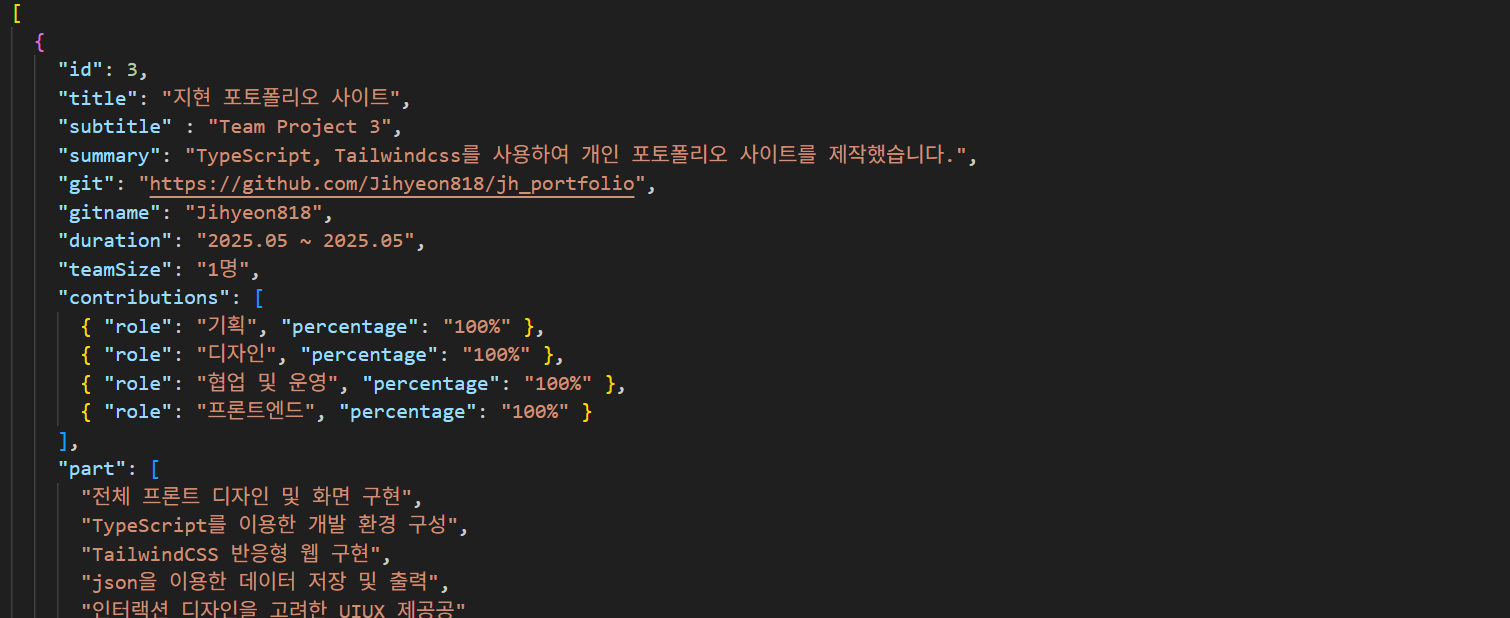 [
{
"id": 3,
"title": "지현 포토폴리오 사이트",
"subtitle" : "Team Project 3",
"summary": "TypeScript, Tailwindcss를 사용하여 개인 포토폴리오 사이트를 제작했습니다.",
"git": "https://github.com/Jihyeon818/jh_portfolio",
"gitname": "Jihyeon818",
"duration": "2025.05 ~ 2025.05",
"teamSize": "1명",
"contributions": [
{ "role": "기획", "percentage": "100%" },
{ "role": "디자인", "percentage": "100%" },
{ "role": "협업 및 운영", "percentage": "100%" },
{ "role": "프론트엔드", "percentage": "100%" }
],
"part": [
"전체 프론트 디자인 및 화면 구현",
"TypeScript를 이용한 개발 환경 구성",
"TailwindCSS 반응형 웹 구현",
"json을 이용한 데이터 저장 및 출력",
"인터랙션 디자인을 고려한 UIUX 제공공"